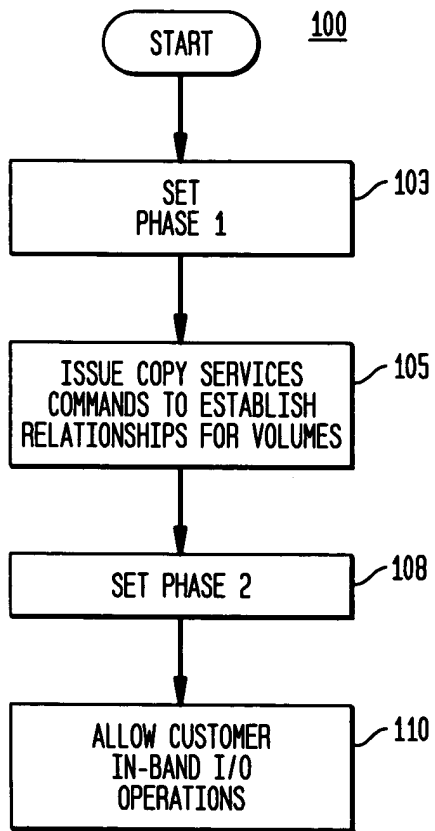 START
100
SET
PHASE 1
103
ISSUE COPY SERVICES
COMMANDS TO ESTABLISH
RELATIONSHIPS FOR VOLUMES
105
SET PHASE 2
108
ALLOW CUSTOMER
IN-BAND I/O
OPERATIONS
110